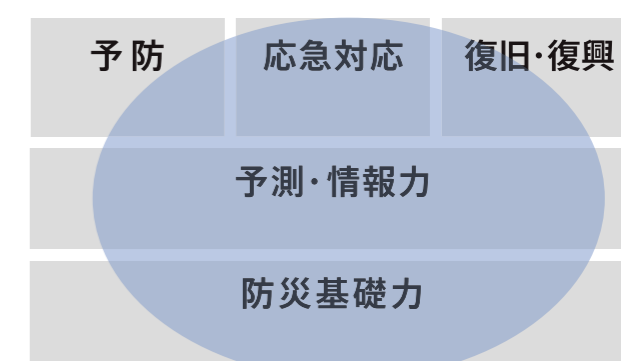 予防
応急対応
復旧・復興
予測・情報力
防災基礎力